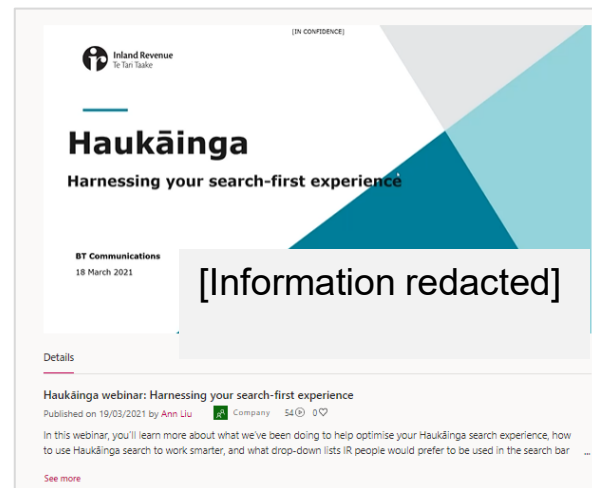 [IN CONFIDENCE]
Inland Revenue
Te Tari Taake
Haukāinga
Harnessing your search-first experience
BT Communications
18 March 2021
[Information redacted]
Details
Haukāinga webinar: Harnessing your search-first experience
Published on 19/03/2021 by Ann Liu Company 54 0
In this webinar, you'll learn more about what we've been doing to help optimise your Haukāinga search experience, how
to use Haukāinga search to work smarter, and what drop-down lists IR people would prefer to be used in the search bar ...
See more